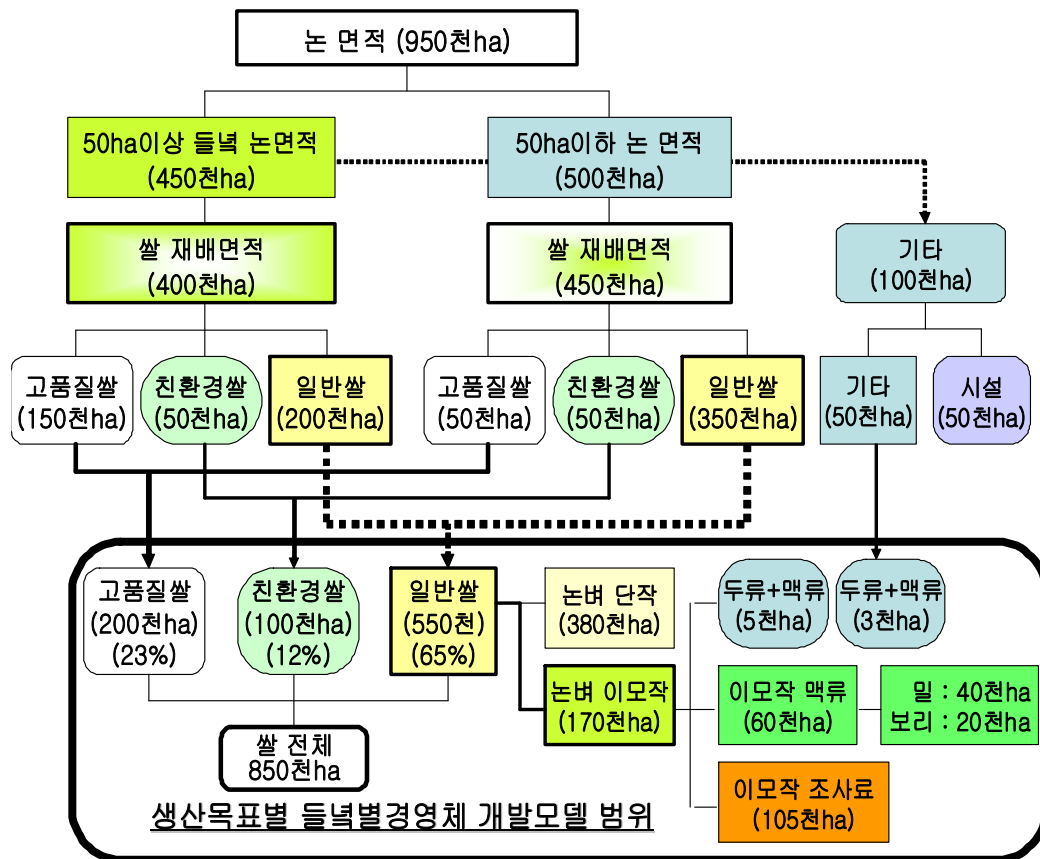 논 면적 (950천ha)
50ha이상 들녘 논면적
(450천ha)
50ha이하 논 면적
(500천ha)
쌀 재배면적
(400천ha)
쌀 재배면적
(450천ha)
기타
(100천ha)
고품질쌀
(150천ha)
친환경쌀
(50천ha)
일반쌀
(200천ha)
고품질쌀
(50천ha)
친환경쌀
(50천ha)
일반쌀
(350천ha)
기타
(50천ha)
시설
(50천ha)
고품질쌀
(200천ha)
(23%)
친환경쌀
(100천ha)
(12%)
일반쌀
(550천)
(65%)
논벼 단작
(380천ha)
두류+맥류
(5천ha)
두류+맥류
(3천ha)
논벼 이모작
(170천ha)
이모작 맥류
(60천ha)
밀 : 40천ha
보리 : 20천ha
쌀 전체
850천ha
이모작 조사료
(105천ha)
생산목표별 들녘별경영체 개발모델 범위